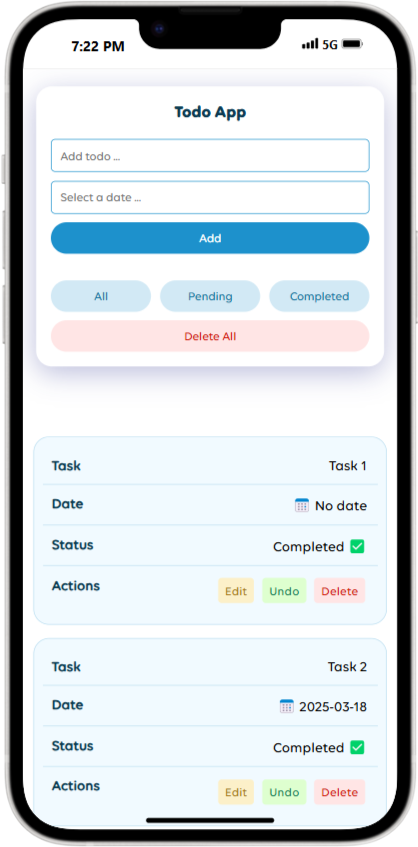 7:22 PM 5G
Todo App
Add todo ...
Select a date ...
Add
All Pending Completed
Delete All
Task Task 1
Date No date
Status Completed
Actions Edit Undo Delete
Task Task 2
Date 2025-03-18
Status Completed
Actions Edit Undo Delete